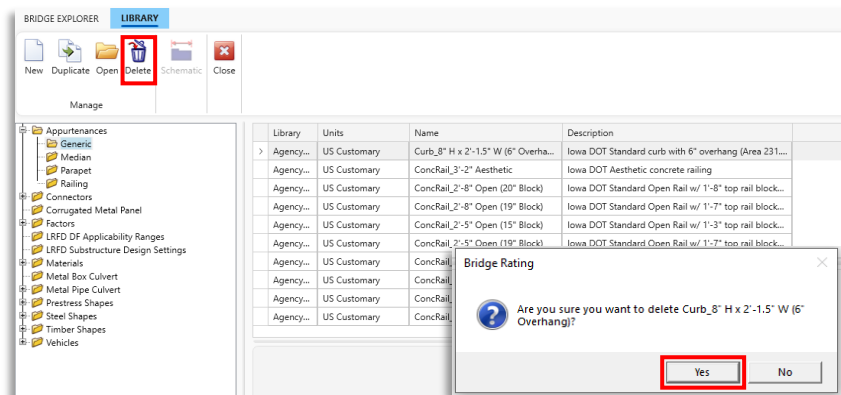 BRIDGE EXPLORER LIBRARY
New Duplicate Open Delete Schematic Close
Manage
Appurtenances
Generic
Median
Parapet
Railing
Connectors
Corrugated Metal Panel
Factors
LRFD DF Applicability Ranges
LRFD Substructure Design Settings
Materials
Metal Box Culvert
Metal Pipe Culvert
Prestress Shapes
Steel Shapes
Timber Shapes
Vehicles
Library Units Name Description
Agency... US Customary Curb_8" H x 2'-1.5" W (6" Overha... Iowa DOT Standard curb with 6" overhang (Area 231....
Agency... US Customary ConcRail_3'-2" Aesthetic Iowa DOT Aesthetic concrete railing
Agency... US Customary ConcRail_2'-8" Open (20" Block) Iowa DOT Standard Open Rail w/ 1'-8" top rail block...
Agency... US Customary ConcRail_2'-8" Open (19" Block) Iowa DOT Standard Open Rail w/ 1'-7" top rail block...
Agency... US Customary ConcRail_2'-5" Open (15" Block) Iowa DOT Standard Open Rail w/ 1'-3" top rail block...
Agency... US Customary ConcRail_2'-5" Open (19" Block) Iowa DOT Standard Open Rail w/ 1'-7" top rail block...
Agency... US Customary ConcRail_
Agency... US Customary ConcRail_
Agency... US Customary ConcRail_
Agency... US Customary ConcRail_
Bridge Rating
Are you sure you want to delete Curb_8" H x 2'-1.5" W (6"
Overhang)?
Yes No